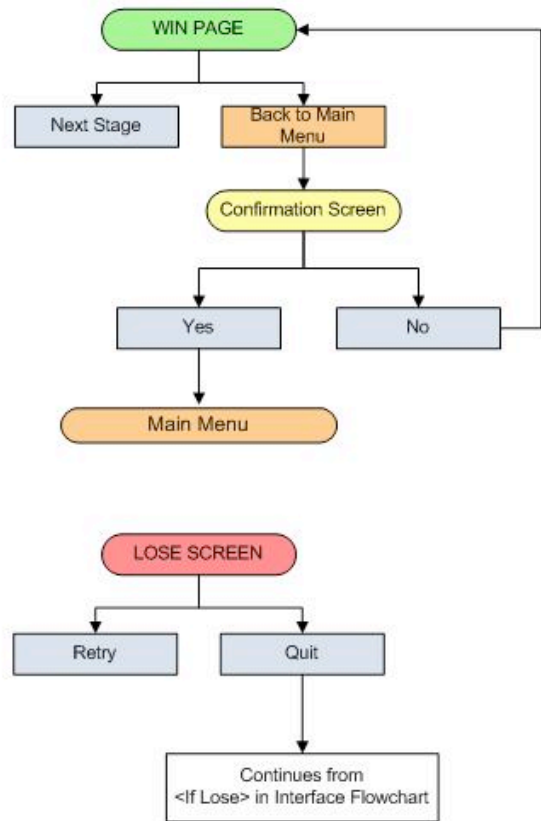 WIN PAGE
Next Stage
Back to Main
Menu
Confirmation Screen
Yes
No
Main Menu
LOSE SCREEN
Retry
Quit
Continues from
<If Lose> in Interface Flowchart